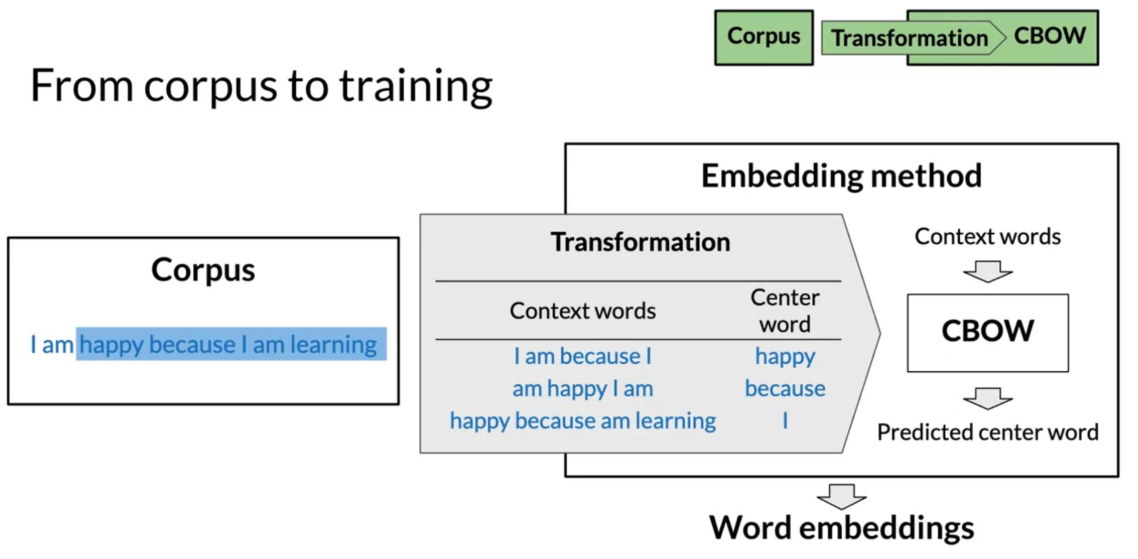 Corpus Transformation CBOW
From corpus to training
Embedding method
Transformation
Context words
Corpus
Context words Center word
CBOW
I am happy because I am learning
I am because I happy
am happy I am because
happy because am learning I
Predicted center word
Word embeddings